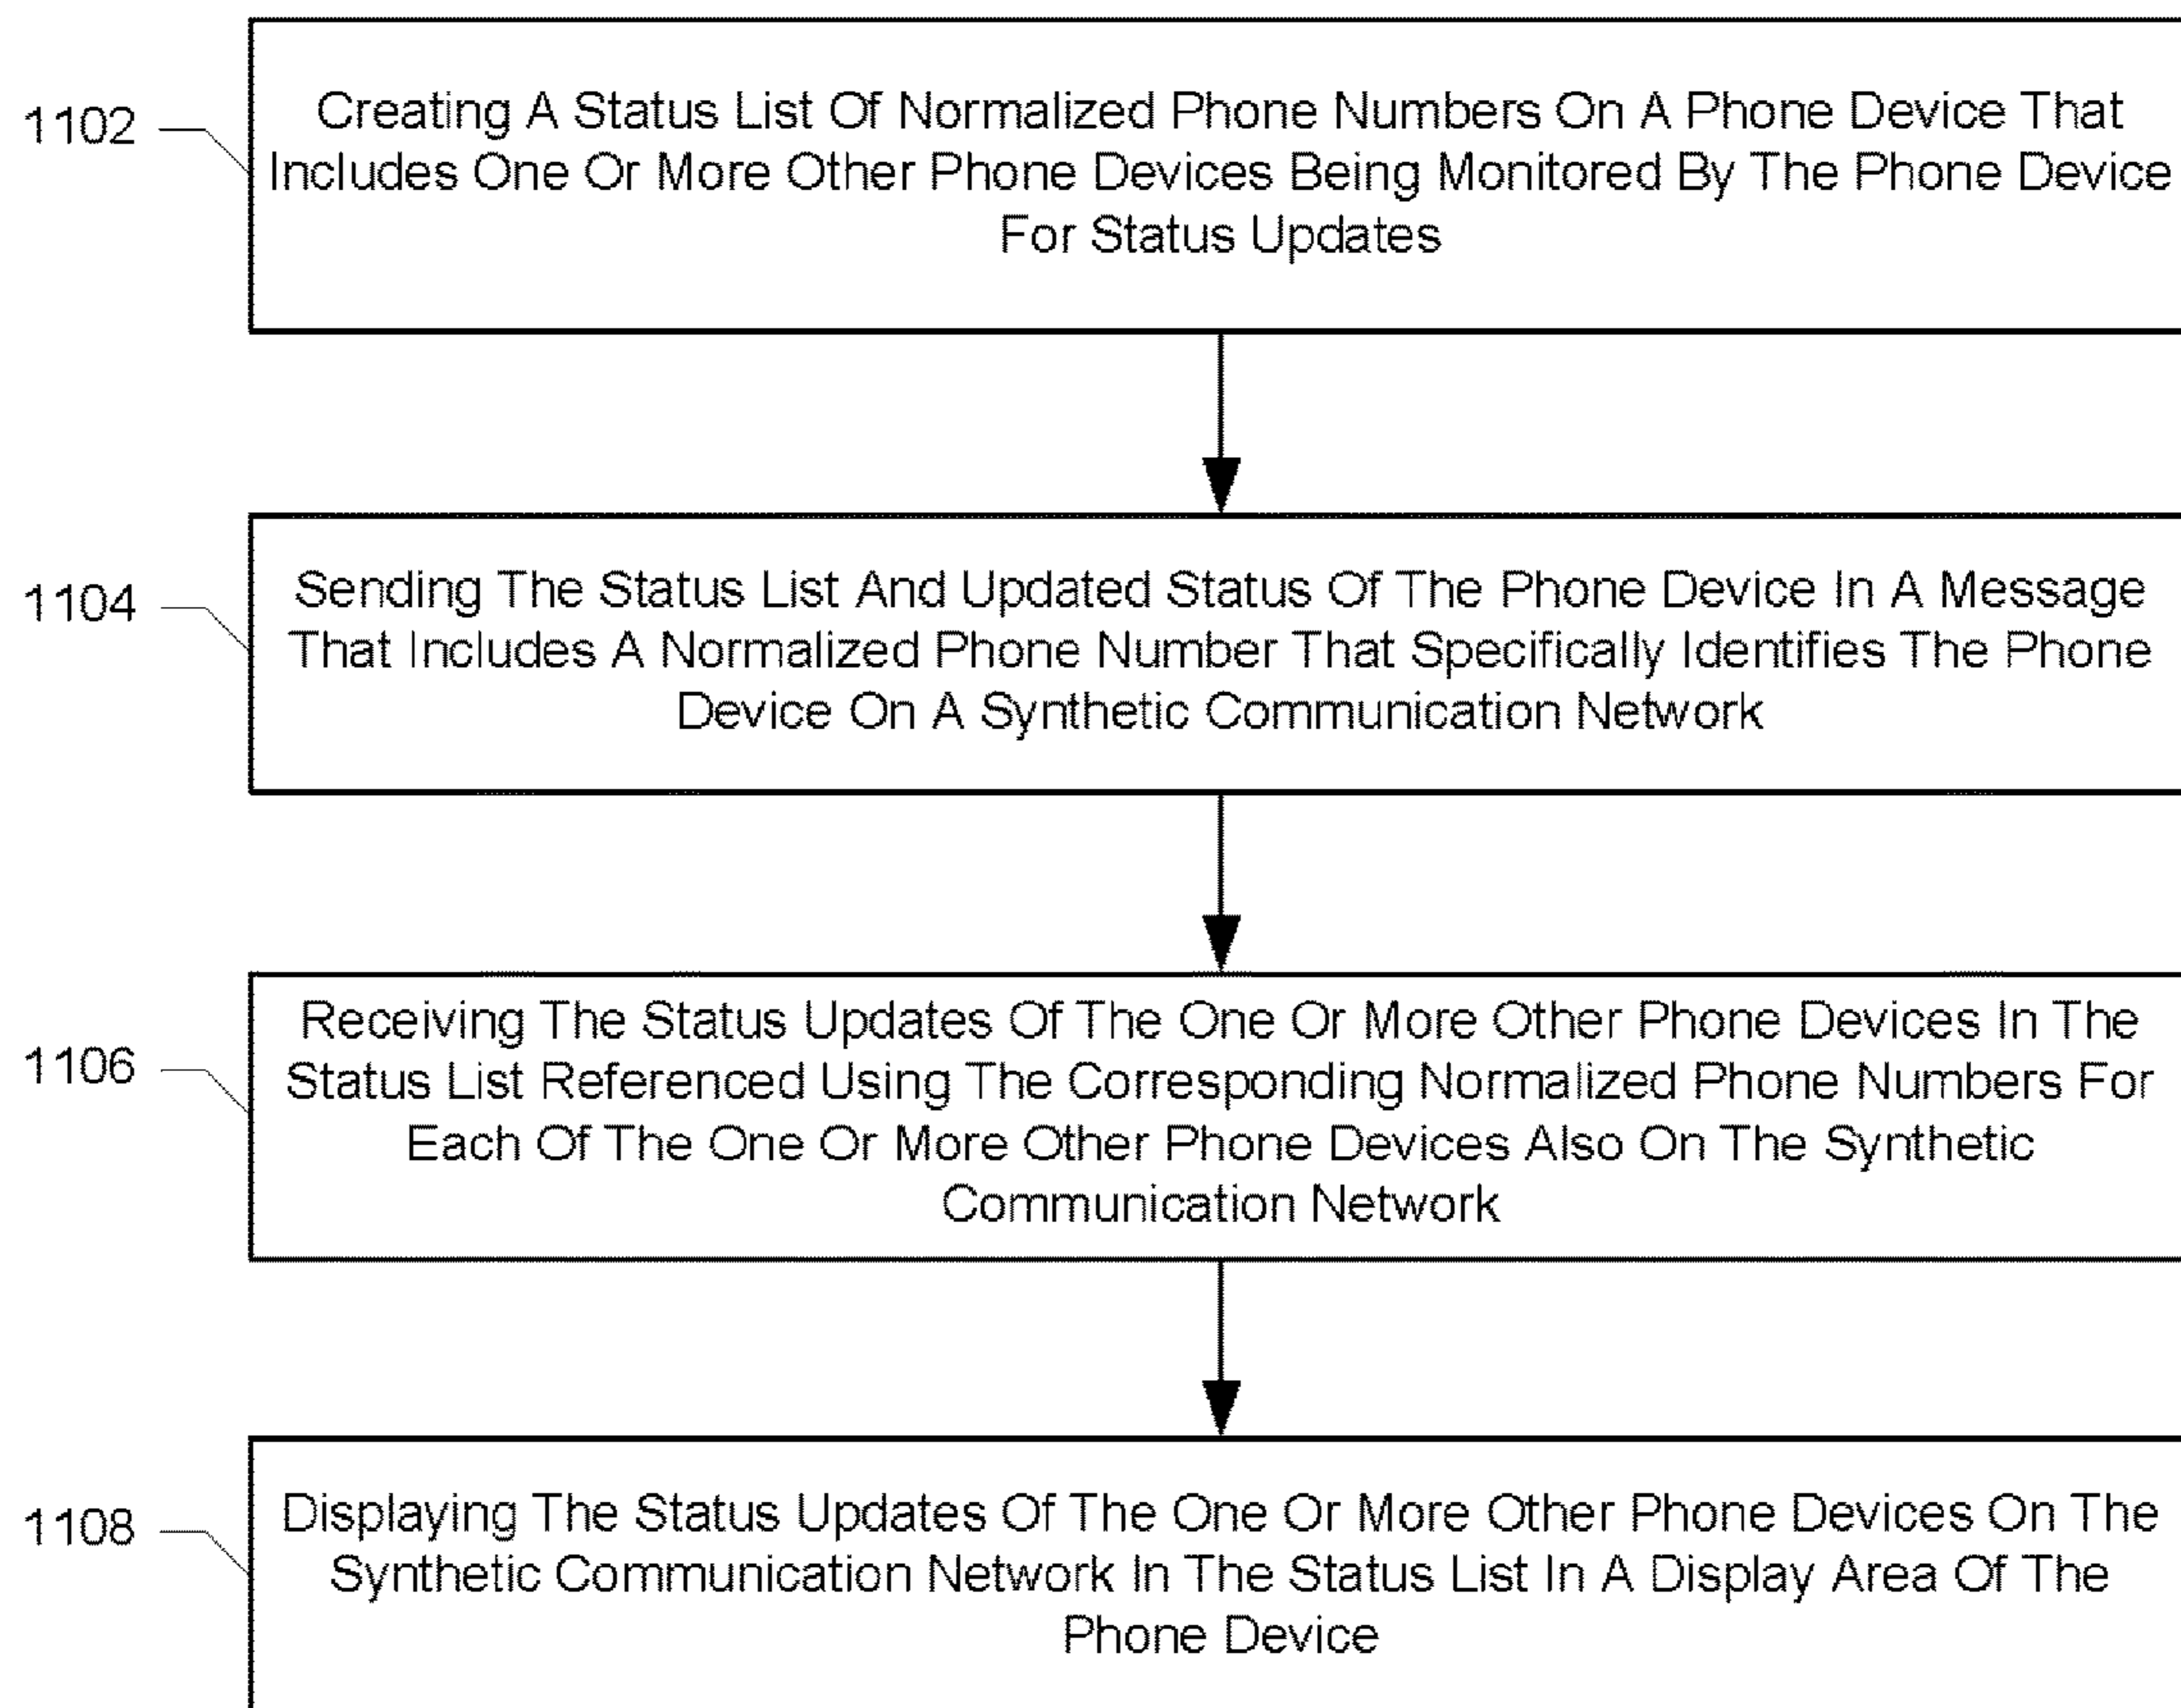 Creating A Status List Of Normalized Phone Numbers On A Phone Device That
1102
Includes One Or More Other Phone Devices Being Monitored By The Phone Device
For Status Updates
Sending The Status List And Updated Status Of The Phone Device In A Message
1104
That Includes A Normalized Phone Number That Specifically Identifies The Phone
Device On A Synthetic Communication Network
Receiving The Status Updates Of The One Or More Other Phone Devices In The
1106
Status List Referenced Using The Corresponding Normalized Phone Numbers For
Each Of The One Or More Other Phone Devices Also On The Synthetic
Communication Network
Displaying The Status Updates Of The One Or More Other Phone Devices On The
1108
Synthetic Communication Network In The Status List In A Display Area Of The
Phone Device